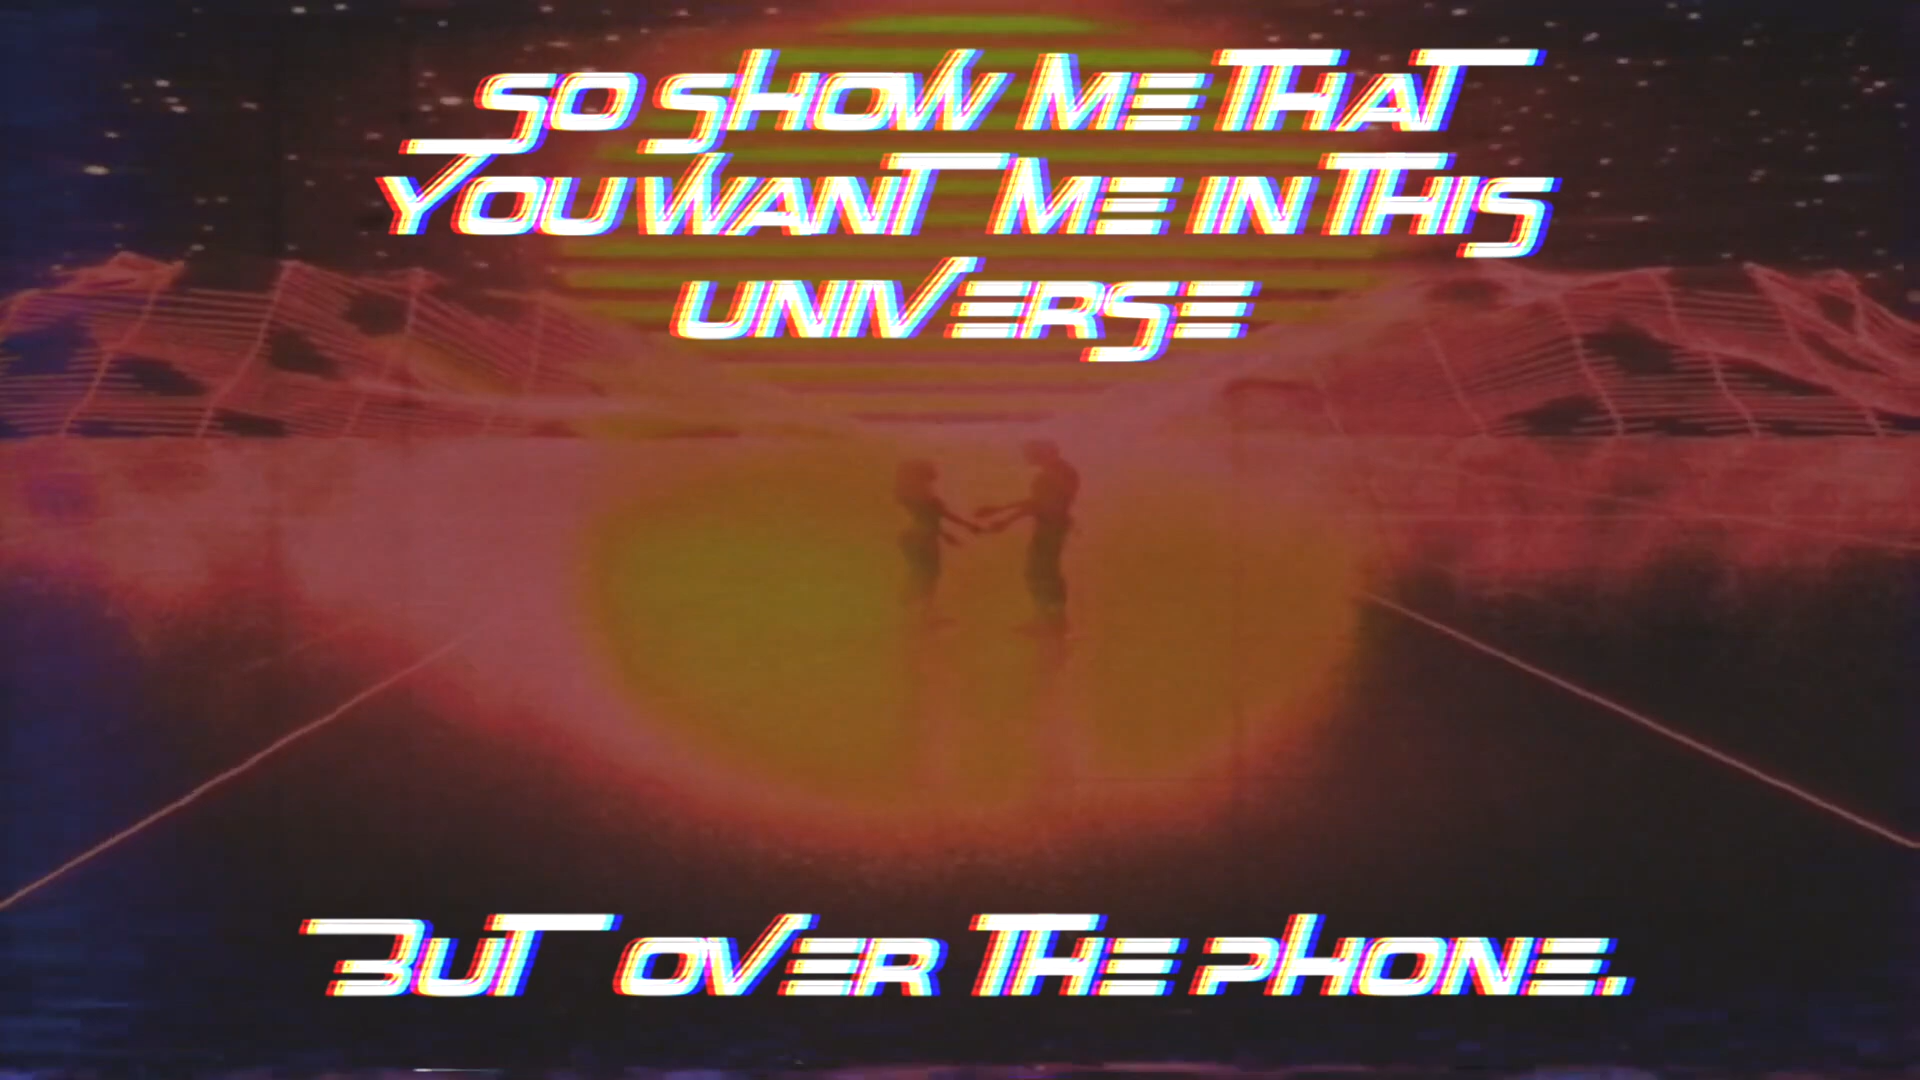 SO SHOW ME THAT
YOU WANT ME IN THIS
UNIVERSE
BUT OVER THE PHONE.